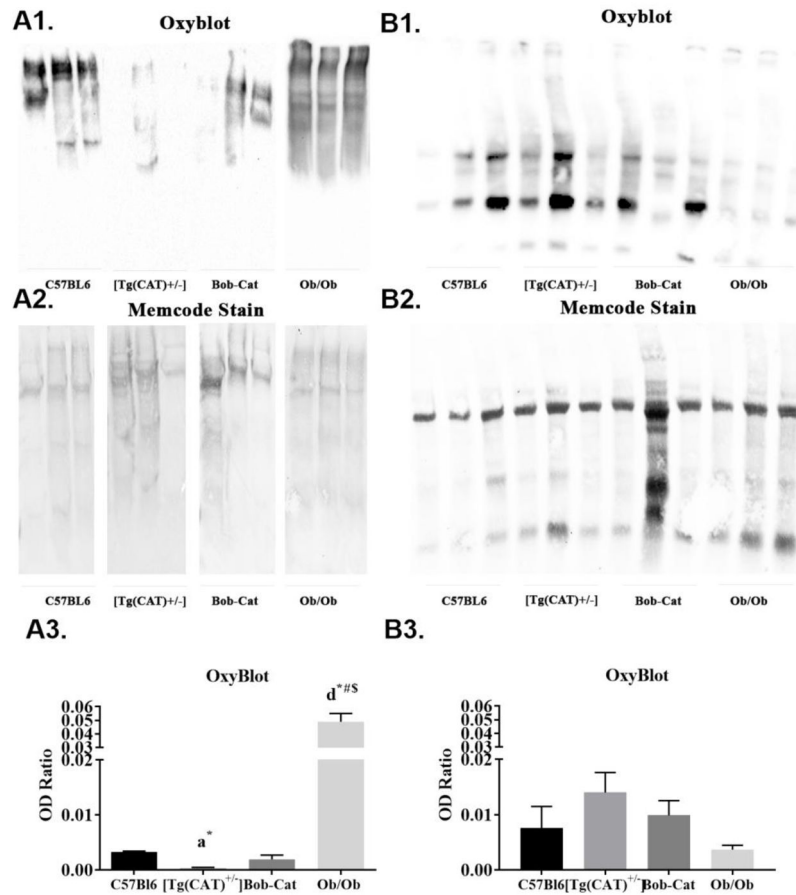 A1.
Oxyblot
C57BL6 [Tg(CAT)+/-] Bob-Cat Ob/Ob
A2.
Memcode Stain
C57BL6 [Tg(CAT)+/-] Bob-Cat Ob/Ob
A3.
OxyBlot
OD Ratio
0.06
0.05
0.04
0.03
0.02
0.01
0.00
a*
d*#$
C57Bl6 [Tg(CAT)+/-] Bob-Cat Ob/Ob
B1.
Oxyblot
C57BL6 [Tg(CAT)+/-] Bob-Cat Ob/Ob
B2.
Memcode Stain
C57BL6 [Tg(CAT)+/-] Bob-Cat Ob/Ob
B3.
OxyBlot
OD Ratio
0.06
0.05
0.04
0.03
0.02
0.01
0.00
C57Bl6 [Tg(CAT)+/-] Bob-Cat Ob/Ob